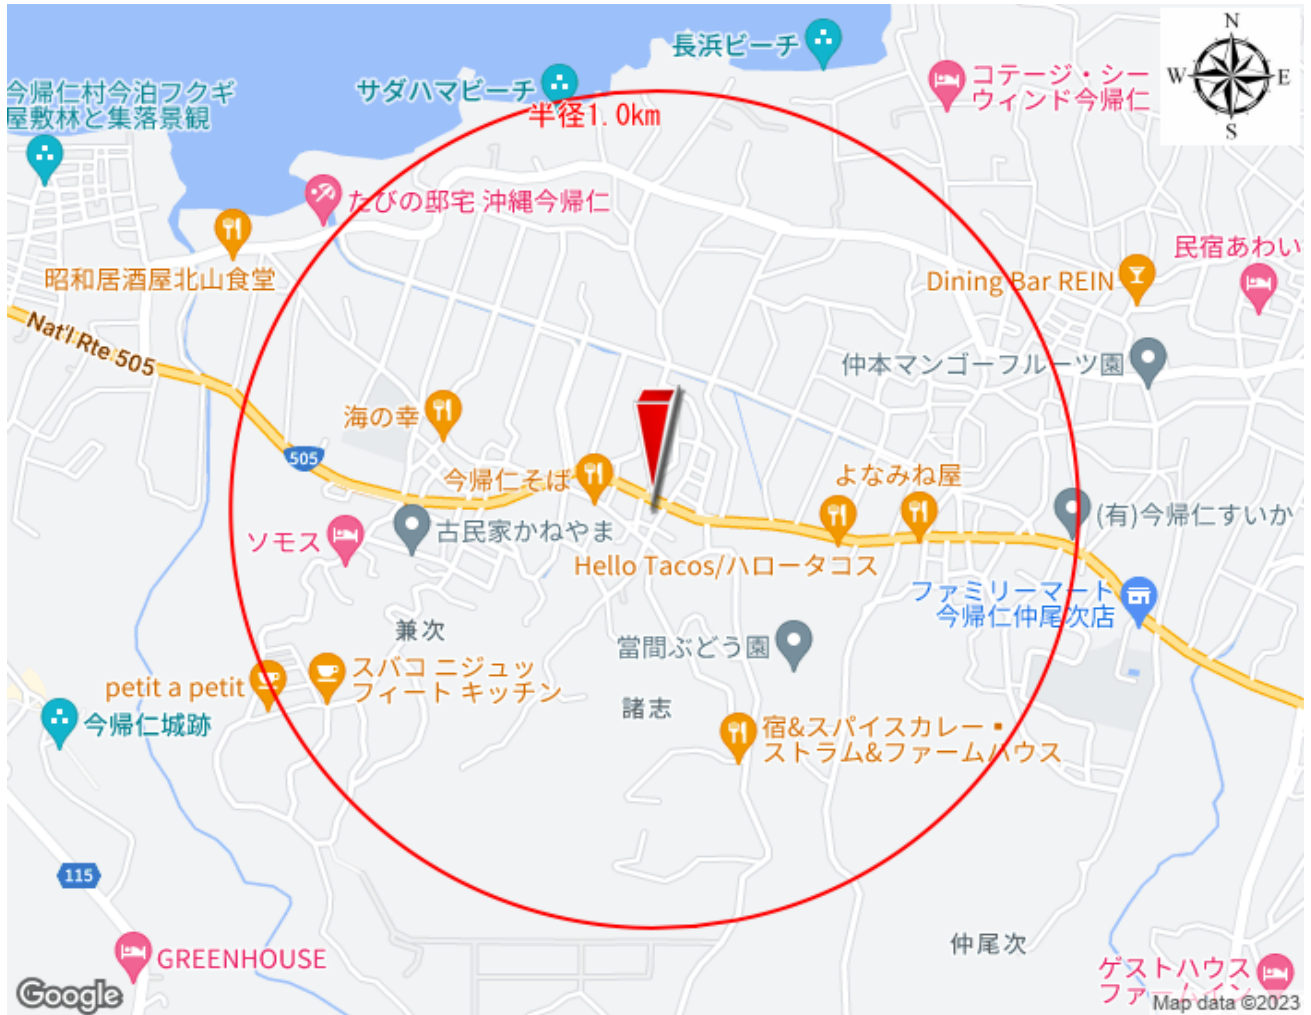 N
W
E
S
長浜ビーチ
コテージ・シー
ウィンド今帰仁
サダハマビーチ
今帰仁村今泊フクギ
屋敷林と集落景観
半径1.0km
たびの邸宅 沖縄今帰仁
昭和居酒屋北山食堂
民宿あわい
Dining Bar REIN
Nat'l Rte 505
仲本マンゴーフルーツ園
海の幸
505
今帰仁そば
よなみね屋
(有)今帰仁すいか
古民家かねやま
ソモス
Hello Tacos/ハロータコス
ファミリーマート
今帰仁仲尾次店
兼次
當間ぶどう園
スバコ ニジュッ
フィート キッチン
petit a petit
諸志
今帰仁城跡
宿&スパイスカレー・
ストラム&ファームハウス
115
仲尾次
GREENHOUSE
ゲストハウス
ファームイン
Google
Map data ©2023